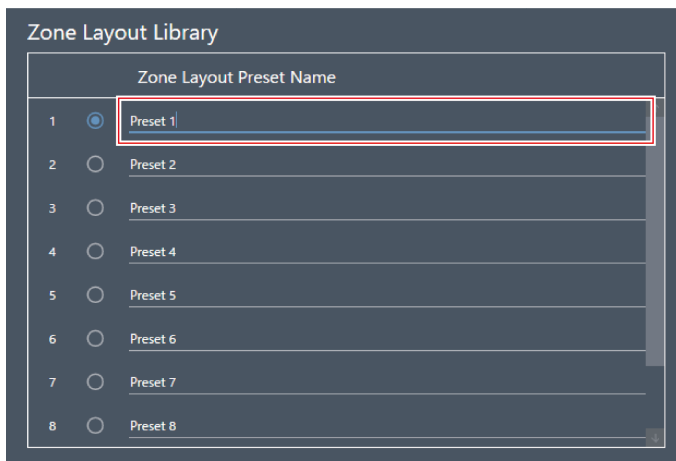 Zone Layout Library
Zone Layout Preset Name
1 Preset 1
2 Preset 2
3 Preset 3
4 Preset 4
5 Preset 5
6 Preset 6
7 Preset 7
8 Preset 8